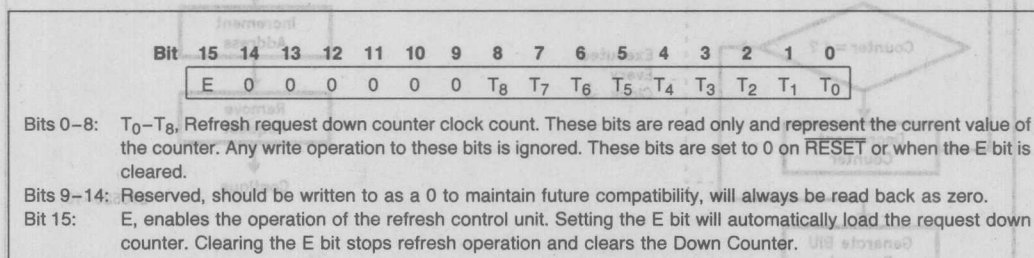 Bit 15 14 13 12 11 10 9 8 7 6 5 4 3 2 1 0
E 0 0 0 0 0 0 T8 T7 T6 T5 T4 T3 T2 T1 T0
Bits 0–8: T0–T8, Refresh request down counter clock count. These bits are read only and represent the current value of
the counter. Any write operation to these bits is ignored. These bits are set to 0 on RESET or when the E bit is
cleared.
Bits 9–14: Reserved, should be written to as a 0 to maintain future compatibility, will always be read back as zero.
Bit 15: E, enables the operation of the refresh control unit. Setting the E bit will automatically load the request down
counter. Clearing the E bit stops refresh operation and clears the Down Counter.